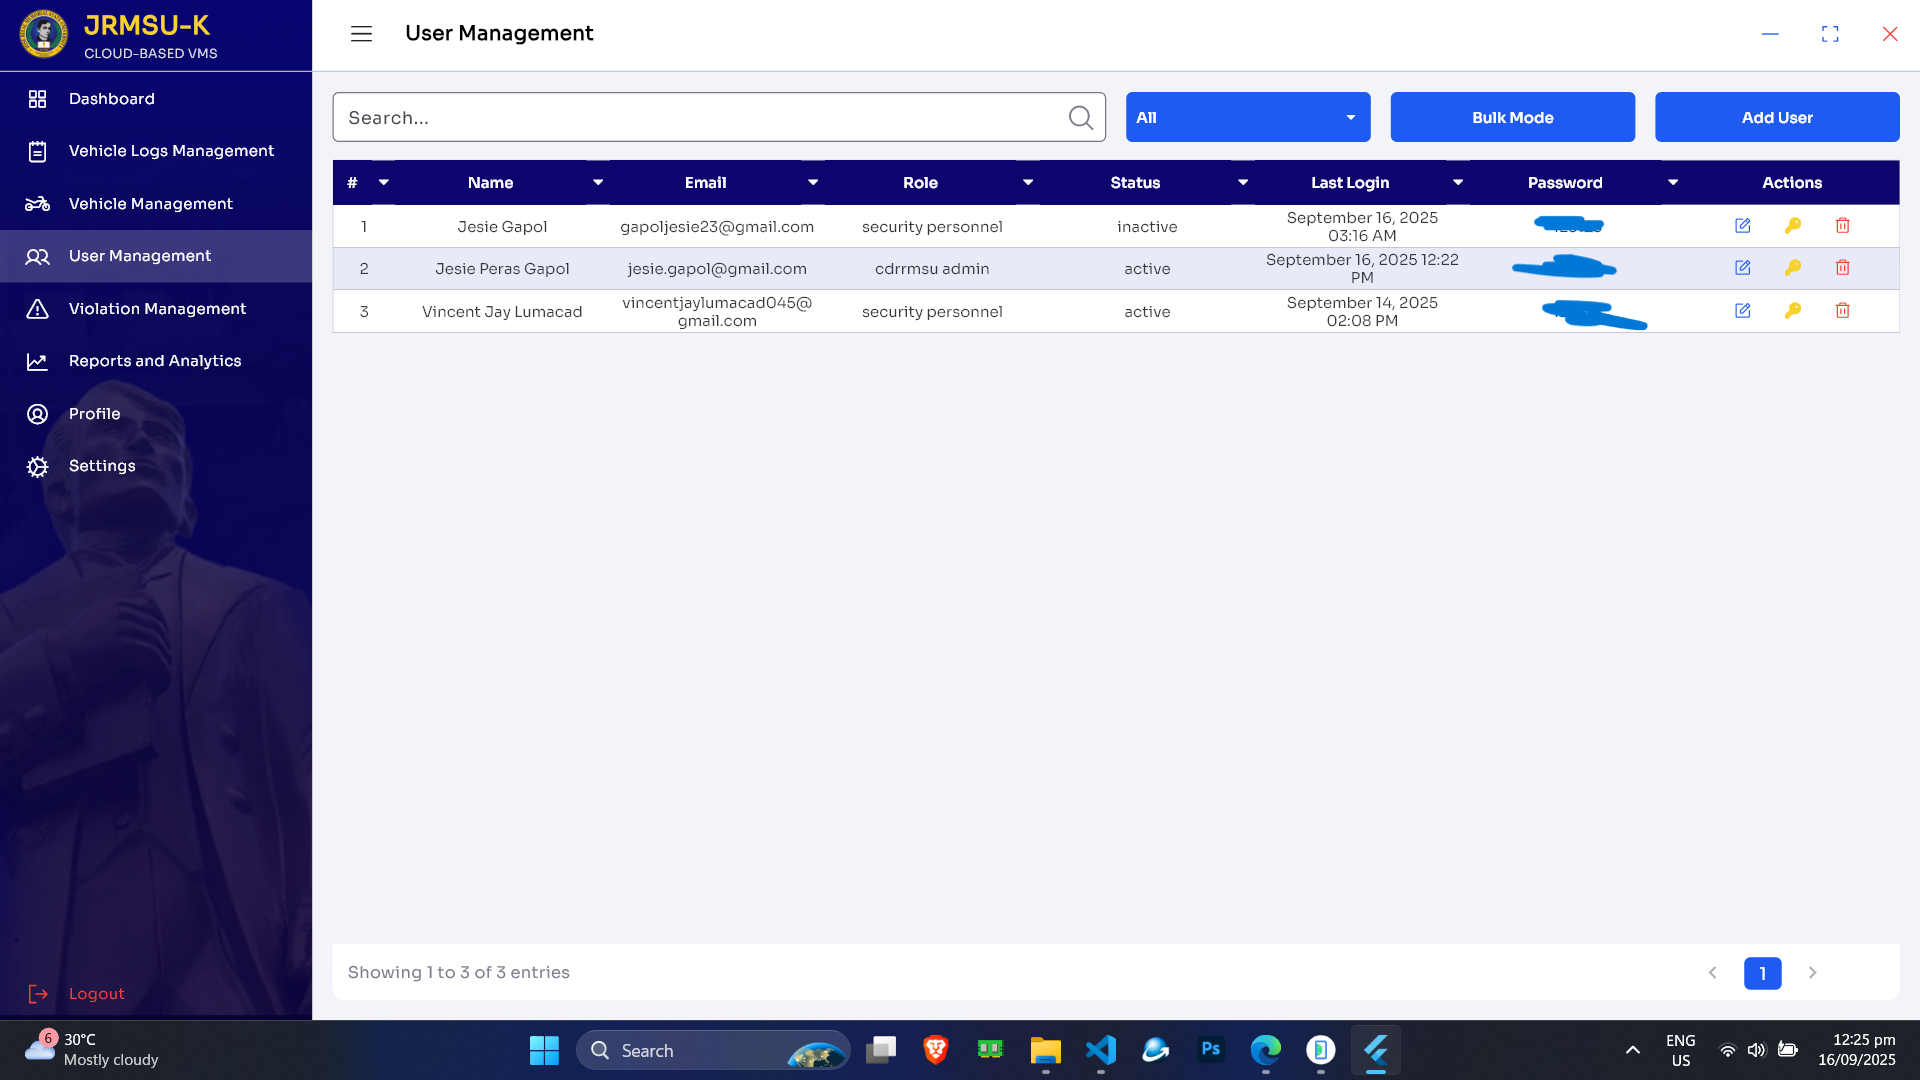 JRMSU-K
CLOUD-BASED VMS
Dashboard
Vehicle Logs Management
Vehicle Management
User Management
Violation Management
Reports and Analytics
Profile
Settings
Logout
User Management
Search...
All
Bulk Mode
Add User
# Name Email Role Status Last Login Password Actions
1 Jesie Gapol gapoljesie23@gmail.com security personnel inactive September 16, 2025
03:16 AM
2 Jesie Peras Gapol jesie.gapol@gmail.com cdrrmsu admin active September 16, 2025 12:22
PM
3 Vincent Jay Lumacad vincentjaylumacad045@
gmail.com security personnel active September 14, 2025
02:08 PM
Showing 1 to 3 of 3 entries
1
6
30°C
Mostly cloudy
Search
Ps
ENG
US
12:25 pm
16/09/2025